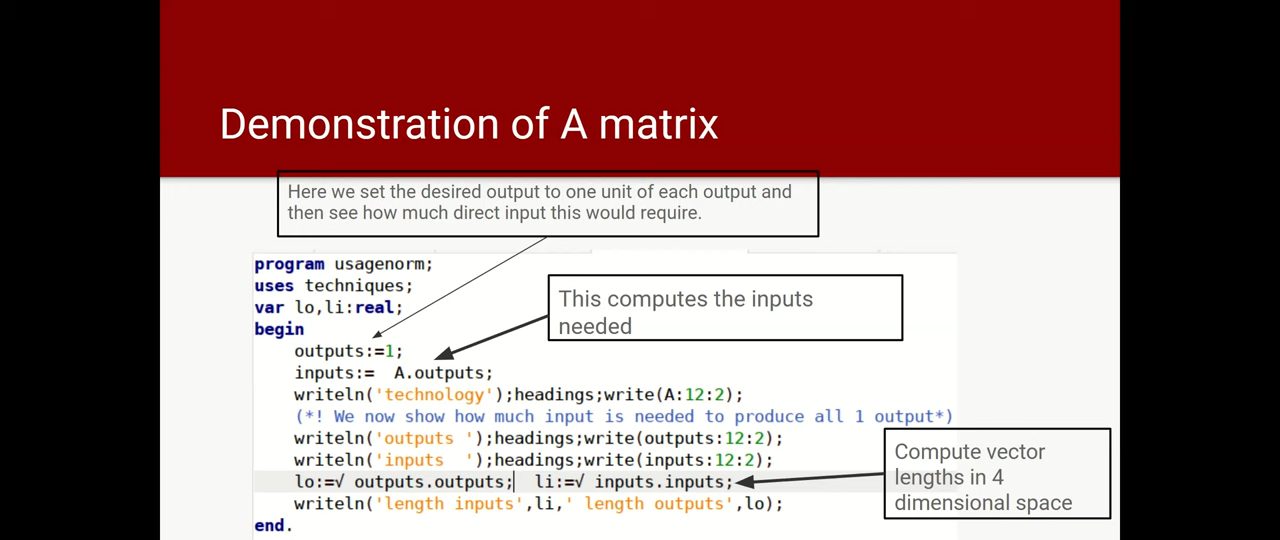 Demonstration of A matrix
Here we set the desired output to one unit of each output and
then see how much direct input this would require.
program usagenorm;
uses techniques;
var lo,li:real;
begin
outputs:=1;
inputs:=  A.outputs;
writeln('technology');headings;write(A:12:2);
(*! We now show how much input is needed to produce all 1 output*)
writeln('outputs ');headings;write(outputs:12:2);
writeln('inputs  ');headings;write(inputs:12:2);
lo:=√ outputs.outputs;  li:=√ inputs.inputs;
writeln('length inputs',li,' length outputs',lo);
end.
This computes the inputs
needed
Compute vector
lengths in 4
dimensional space